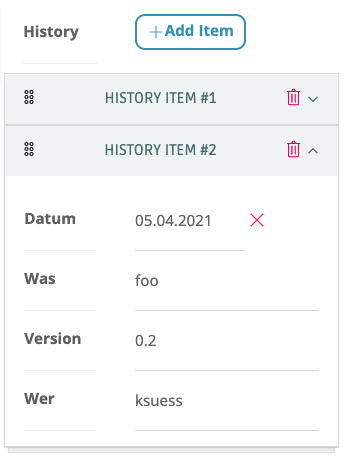 History
+Add Item
HISTORY ITEM #1
HISTORY ITEM #2
Datum 05.04.2021
Was foo
Version 0.2
Wer ksuess